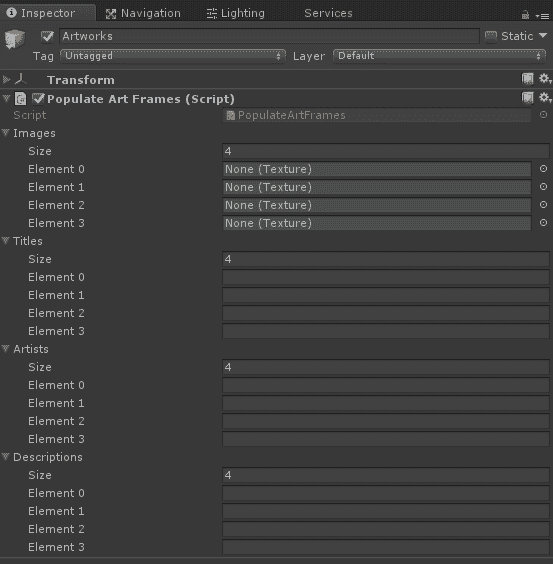 Inspector Navigation Lighting Services
Artworks Static
Tag Untagged Layer Default
Transform
Populate Art Frames (Script)
Script PopulateArtFrames
Images
Size 4
Element 0 None (Texture)
Element 1 None (Texture)
Element 2 None (Texture)
Element 3 None (Texture)
Titles
Size 4
Element 0
Element 1
Element 2
Element 3
Artists
Size 4
Element 0
Element 1
Element 2
Element 3
Descriptions
Size 4
Element 0
Element 1
Element 2
Element 3